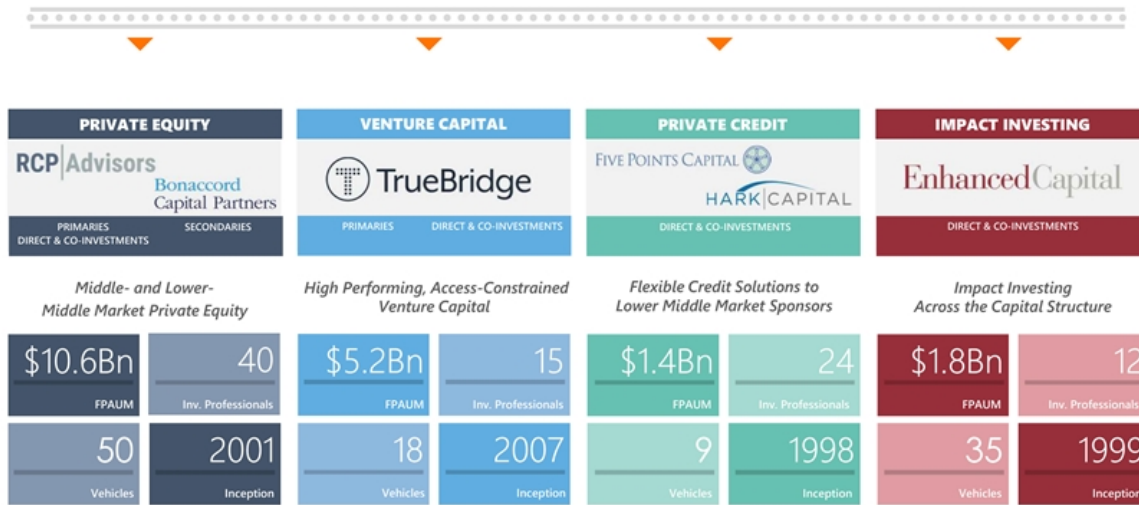 PRIVATE EQUITY
RCP|Advisors
Bonaccord
Capital Partners
PRIMARIES
DIRECT & CO-INVESTMENTS
SECONDARIES
Middle- and Lower-
Middle Market Private Equity
$10.6Bn
FPAUM
40
Inv. Professionals
50
Vehicles
2001
Inception
VENTURE CAPITAL
TrueBridge
PRIMARIES
DIRECT & CO-INVESTMENTS
High Performing, Access-Constrained
Venture Capital
$5.2Bn
FPAUM
15
Inv. Professionals
18
Vehicles
2007
Inception
PRIVATE CREDIT
FIVE POINTS CAPITAL
HARK|CAPITAL
DIRECT & CO-INVESTMENTS
Flexible Credit Solutions to
Lower Middle Market Sponsors
$1.4Bn
FPAUM
24
Inv. Professionals
9
Vehicles
1998
Inception
IMPACT INVESTING
EnhancedCapital
DIRECT & CO-INVESTMENTS
Impact Investing
Across the Capital Structure
$1.8Bn
FPAUM
12
Inv. Professionals
35
Vehicles
1999
Inception